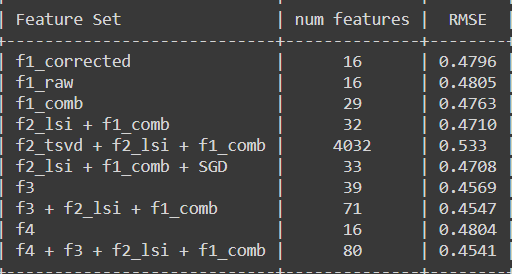 Feature Set | num features | RMSE
f1_corrected | 16 | 0.4796
f1_raw | 16 | 0.4805
f1_comb | 29 | 0.4763
f2_lsi + f1_comb | 32 | 0.4710
f2_tsvd + f2_lsi + f1_comb | 4032 | 0.533
f2_lsi + f1_comb + SGD | 33 | 0.4708
f3 | 39 | 0.4569
f3 + f2_lsi + f1_comb | 71 | 0.4547
f4 | 16 | 0.4804
f4 + f3 + f2_lsi + f1_comb | 80 | 0.4541